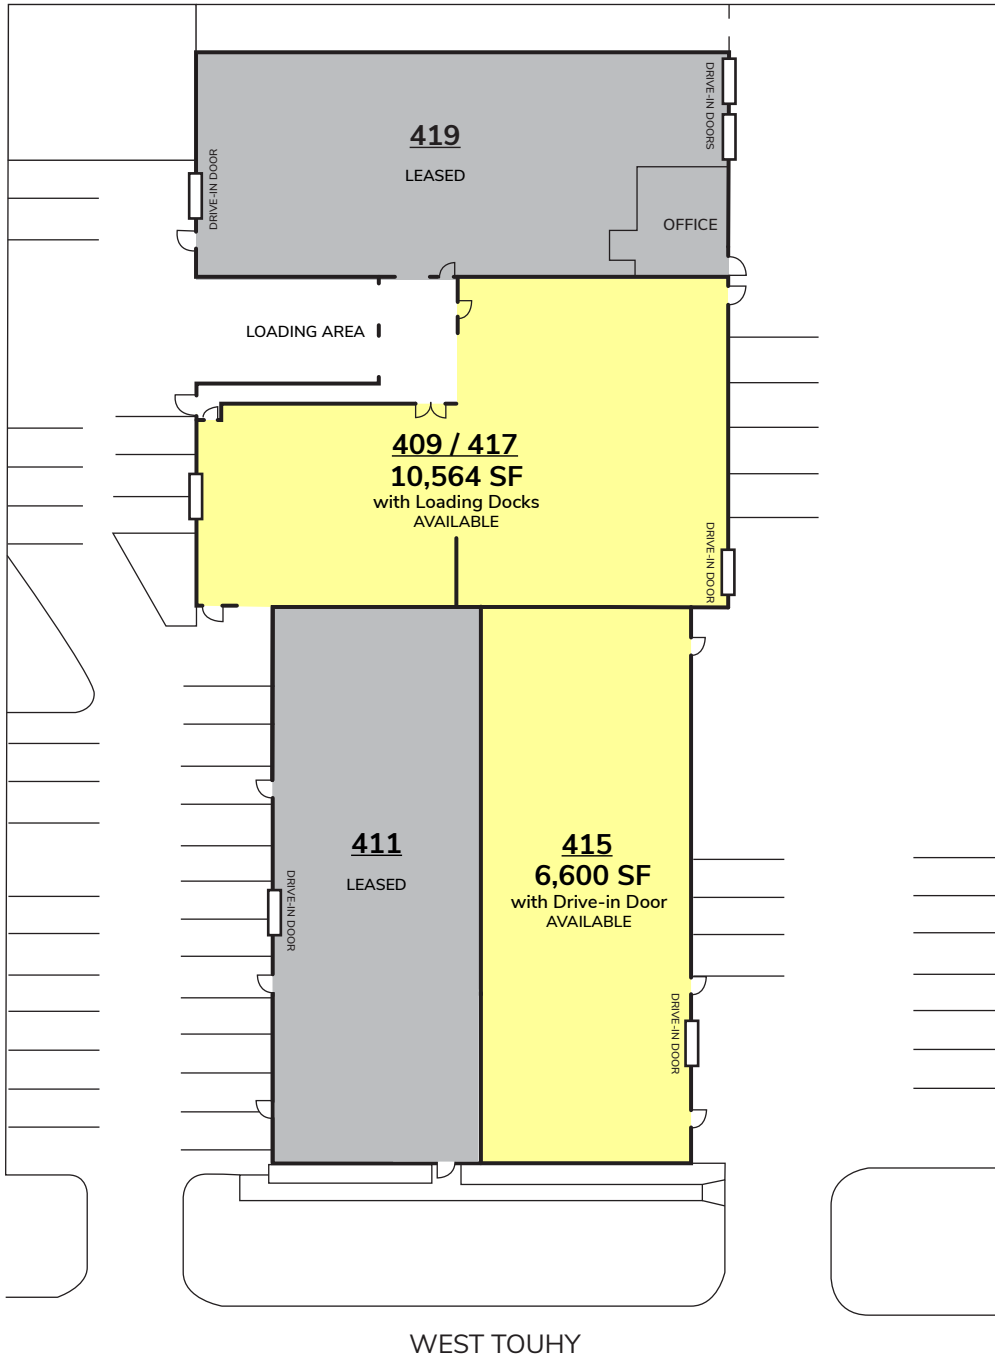 DRIVE-IN DOORS
419
LEASED
DRIVE-IN DOOR
OFFICE
LOADING AREA
409 / 417
10,564 SF
with Loading Docks
AVAILABLE
DRIVE-IN DOOR
411
LEASED
DRIVE-IN DOOR
415
6,600 SF
with Drive-in Door
AVAILABLE
DRIVE-IN DOOR
WEST TOUHY